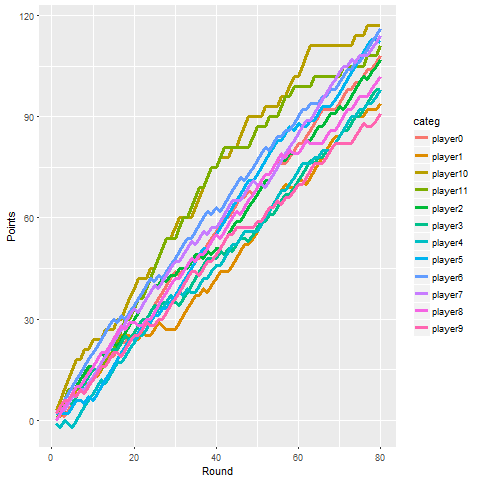 120
90
60
30
0
Points
0
20
40
60
80
Round
categ
player0
player1
player10
player11
player2
player3
player4
player5
player6
player7
player8
player9